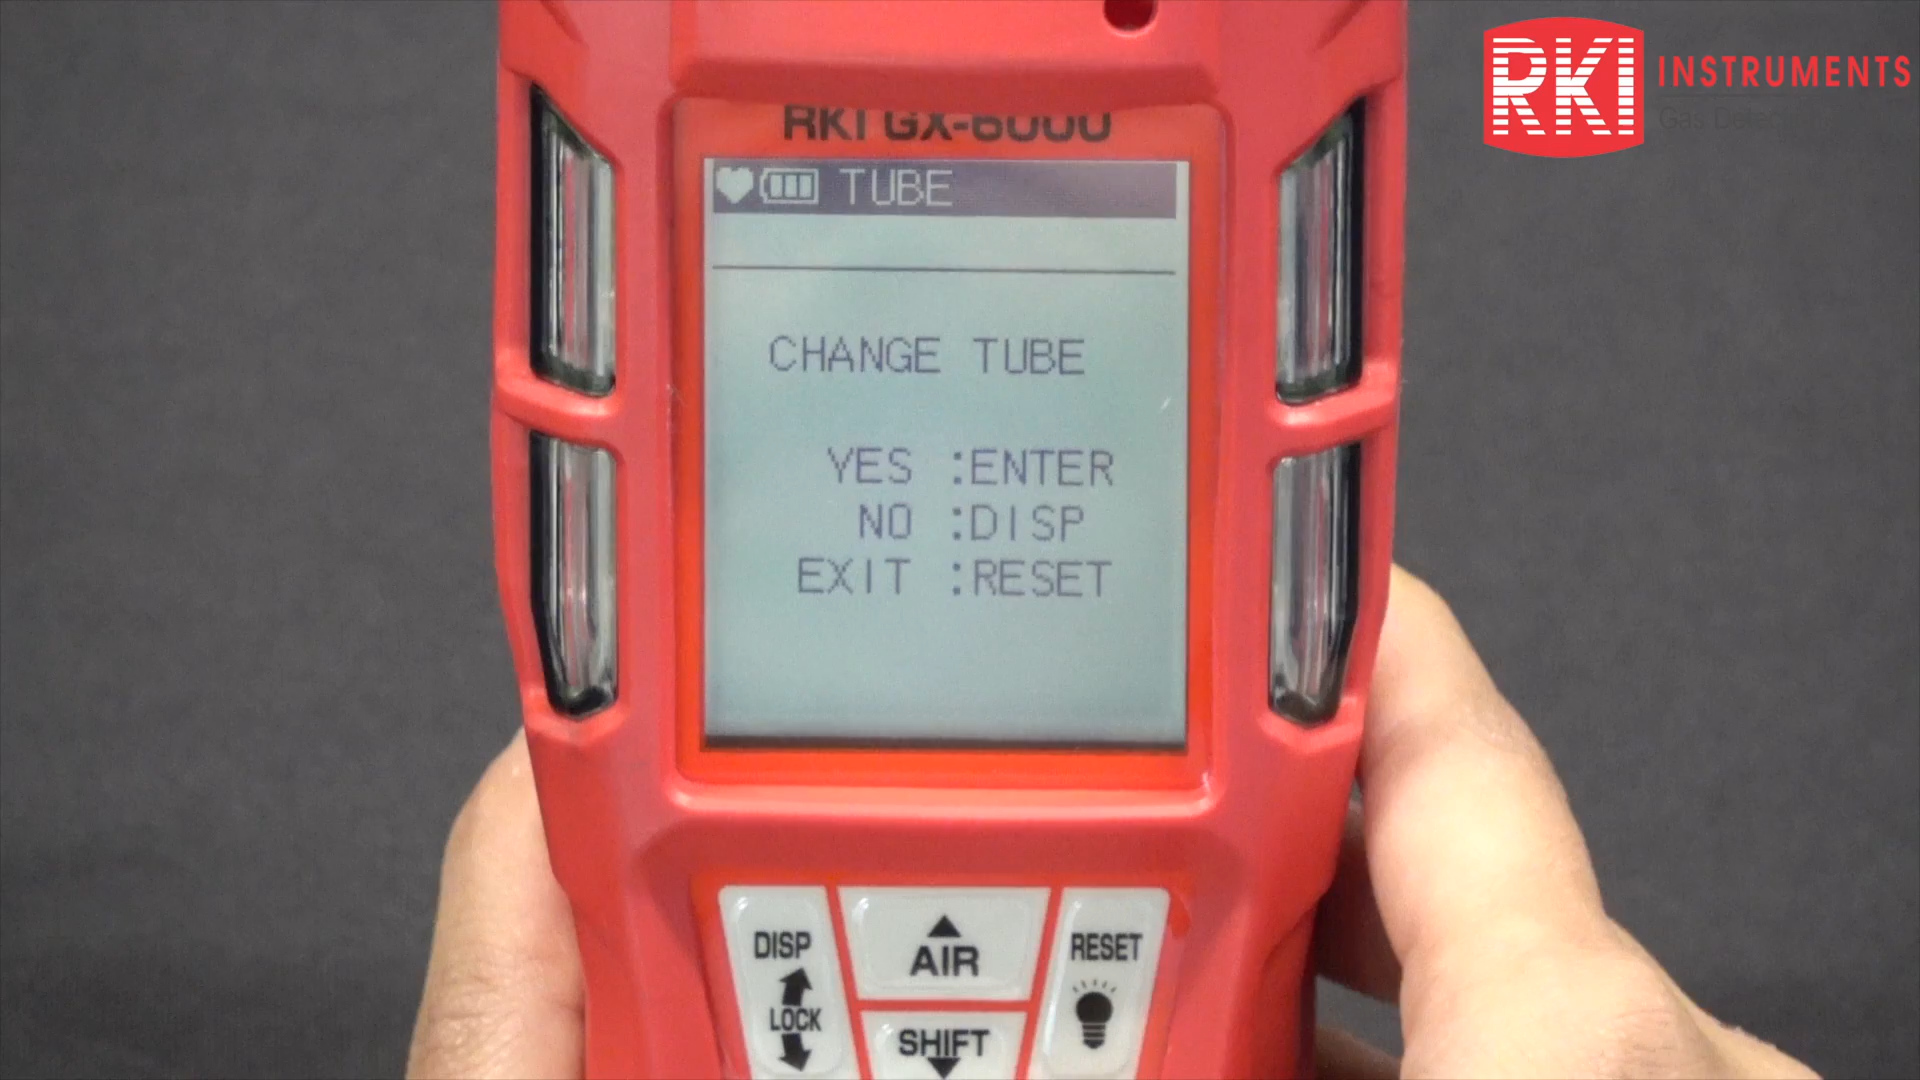 RKI INSTRUMENTS
RKI GX-6000
TUBE
CHANGE TUBE
YES :ENTER
NO :DISP
EXIT :RESET
DISP
LOCK
AIR
SHIFT
RESET